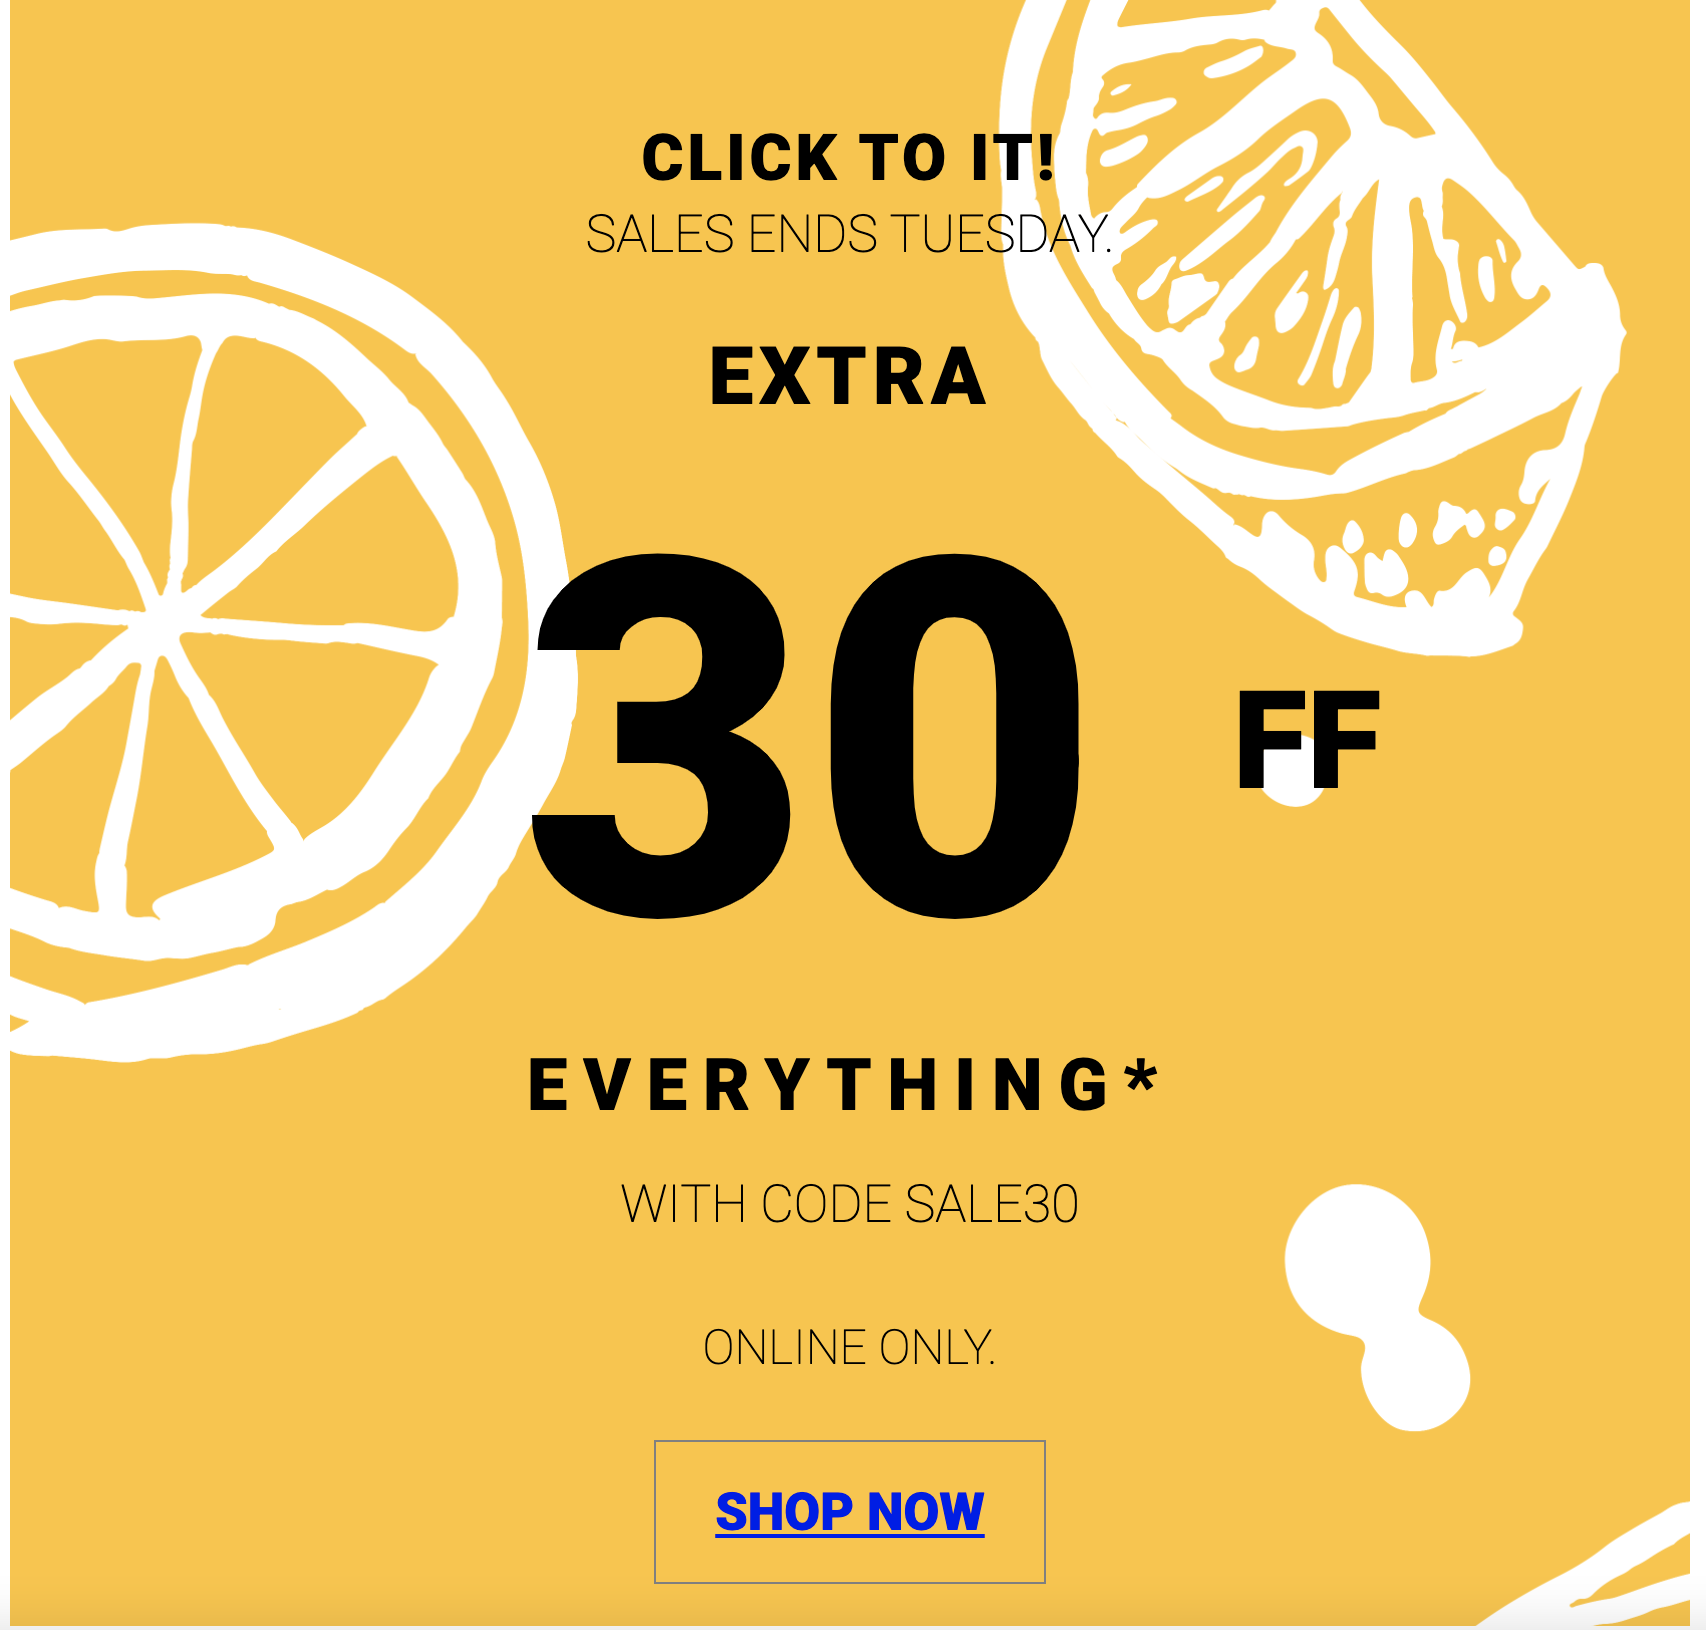 CLICK TO IT!
SALES ENDS TUESDAY.
EXTRA
30 FF
EVERYTHING*
WITH CODE SALE30
ONLINE ONLY.
SHOP NOW